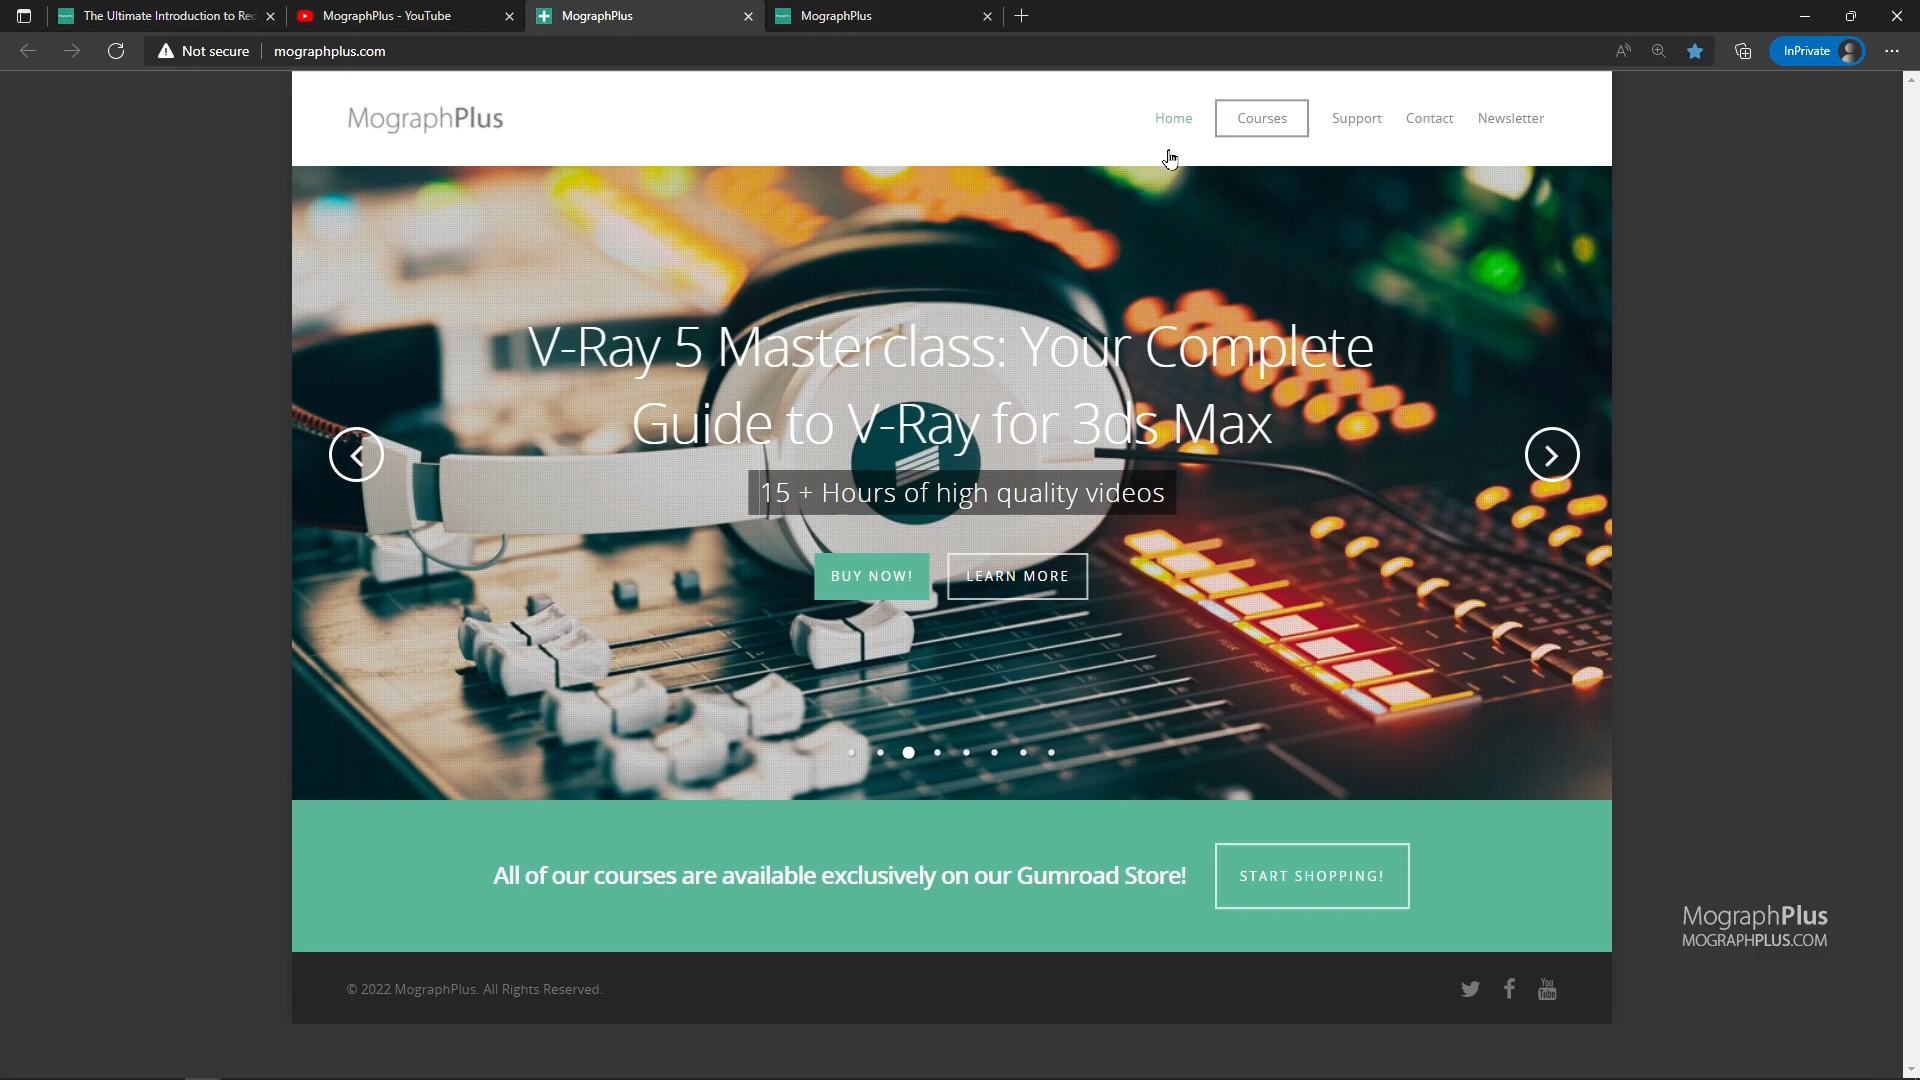 The Ultimate Introduction to Red
MographPlus - YouTube
MographPlus
MographPlus
Not secure
mographplus.com
InPrivate
MographPlus
Home
Courses
Support
Contact
Newsletter
V-Ray 5 Masterclass: Your Complete
Guide to V-Ray for 3ds Max
15 + Hours of high quality videos
BUY NOW!
LEARN MORE
All of our courses are available exclusively on our Gumroad Store!
START SHOPPING!
MographPlus
MOGRAPHPLUS.COM
© 2022 MographPlus. All Rights Reserved.
You
Tube